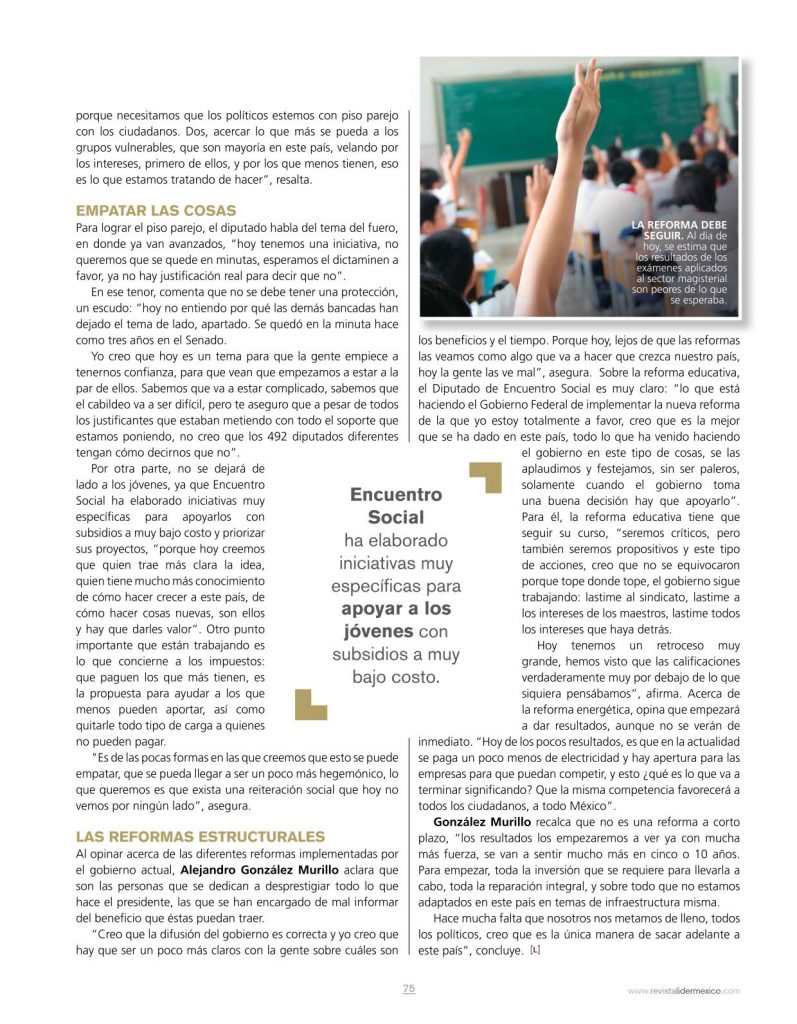 porque necesitamos que los políticos estemos con piso parejo
con los ciudadanos. Dos, acercar lo que más se pueda a los
grupos vulnerables, que son mayoría en este país, velando por
los intereses, primero de ellos, y por los que menos tienen, eso
es lo que estamos tratando de hacer”, resalta.
EMPATAR LAS COSAS
Para lograr el piso parejo, el diputado habla del tema del fuero,
en donde ya van avanzados, “hoy tenemos una iniciativa, no
queremos que se quede en minutas, esperamos el dictaminen a
favor, ya no hay justificación real para decir que no”.
En ese tenor, comenta que no se debe tener una protección,
un escudo: “hoy no entiendo por qué las demás bancadas han
dejado el tema de lado, apartado. Se quedó en la minuta hace
como tres años en el Senado.
Yo creo que hoy es un tema para que la gente empiece a
tenernos confianza, para que vean que empezamos a estar a la
par de ellos. Sabemos que va a estar complicado, sabemos que
el cabildeo va a ser difícil, pero te aseguro que a pesar de todos
los justificantes que estaban metiendo con todo el soporte que
estamos poniendo, no creo que los 492 diputados diferentes
tengan cómo decirnos que no”.
Por otra parte, no se dejará de
lado a los jóvenes, ya que Encuentro
Social ha elaborado iniciativas muy
específicas para apoyarlos con
subsidios a muy bajo costo y priorizar
sus proyectos, “porque hoy creemos
que quien trae más clara la idea,
quien tiene mucho más conocimiento
de cómo hacer crecer a este país, de
cómo hacer cosas nuevas, son ellos
y hay que darles valor”. Otro punto
importante que están trabajando es
lo que concierne a los impuestos:
que paguen los que más tienen, es
la propuesta para ayudar a los que
menos pueden aportar, así como
quitarle todo tipo de carga a quienes
no pueden pagar.
"Es de las pocas formas en las que creemos que esto se puede
empatar, que se pueda llegar a ser un poco más hegemónico, lo
que queremos es que exista una reiteración social que hoy no
vemos por ningún lado”, asegura.
LAS REFORMAS ESTRUCTURALES
Al opinar acerca de las diferentes reformas implementadas por
el gobierno actual, Alejandro González Murillo aclara que
son las personas que se dedican a desprestigiar todo lo que
hace el presidente, las que se han encargado de mal informar
del beneficio que éstas puedan traer.
“Creo que la difusión del gobierno es correcta y yo creo que
hay que ser un poco más claros con la gente sobre cuáles son
Encuentro
Social
ha elaborado
iniciativas muy
específicas para
apoyar a los
jóvenes con
subsidios a muy
bajo costo.
LA REFORMA DEBE
SEGUIR. Al día de
hoy, se estima que
los resultados de los
exámenes aplicados
al sector magisterial
son peores de lo que
se esperaba.
los beneficios y el tiempo. Porque hoy, lejos de que las reformas
las veamos como algo que va a hacer que crezca nuestro país,
hoy la gente las ve mal”, asegura. Sobre la reforma educativa,
el Diputado de Encuentro Social es muy claro: “lo que está
haciendo el Gobierno Federal de implementar la nueva reforma
de la que yo estoy totalmente a favor, creo que es la mejor
que se ha dado en este país, todo lo que ha venido haciendo
el gobierno en este tipo de cosas, se las
aplaudimos y festejamos, sin ser paleros,
solamente cuando el gobierno toma
una buena decisión hay que apoyarlo”.
Para él, la reforma educativa tiene que
seguir su curso, “seremos críticos, pero
también seremos propositivos y este tipo
de acciones, creo que no se equivocaron
porque tope donde tope, el gobierno sigue
trabajando: lastime al sindicato, lastime a
los intereses de los maestros, lastime todos
los intereses que haya detrás.
Hoy tenemos un retroceso muy
grande, hemos visto que las calificaciones
verdaderamente muy por debajo de lo que
siquiera pensábamos”, afirma. Acerca de
la reforma energética, opina que empezará
a dar resultados, aunque no se verán de
inmediato. “Hoy de los pocos resultados, es que en la actualidad
se paga un poco menos de electricidad y hay apertura para las
empresas para que puedan competir, y esto ¿qué es lo que va a
terminar significando? Que la misma competencia favorecerá a
todos los ciudadanos, a todo México”.
González Murillo recalca que no es una reforma a corto
plazo, “los resultados los empezaremos a ver ya con mucha
más fuerza, se van a sentir mucho más en cinco o 10 años.
Para empezar, toda la inversión que se requiere para llevarla a
cabo, toda la reparación integral, y sobre todo que no estamos
adaptados en este país en temas de infraestructura misma.
Hace mucha falta que nosotros nos metamos de lleno, todos
los políticos, creo que es la única manera de sacar adelante a
este país”, concluye. [L]
75
www.revistalidermexico.com